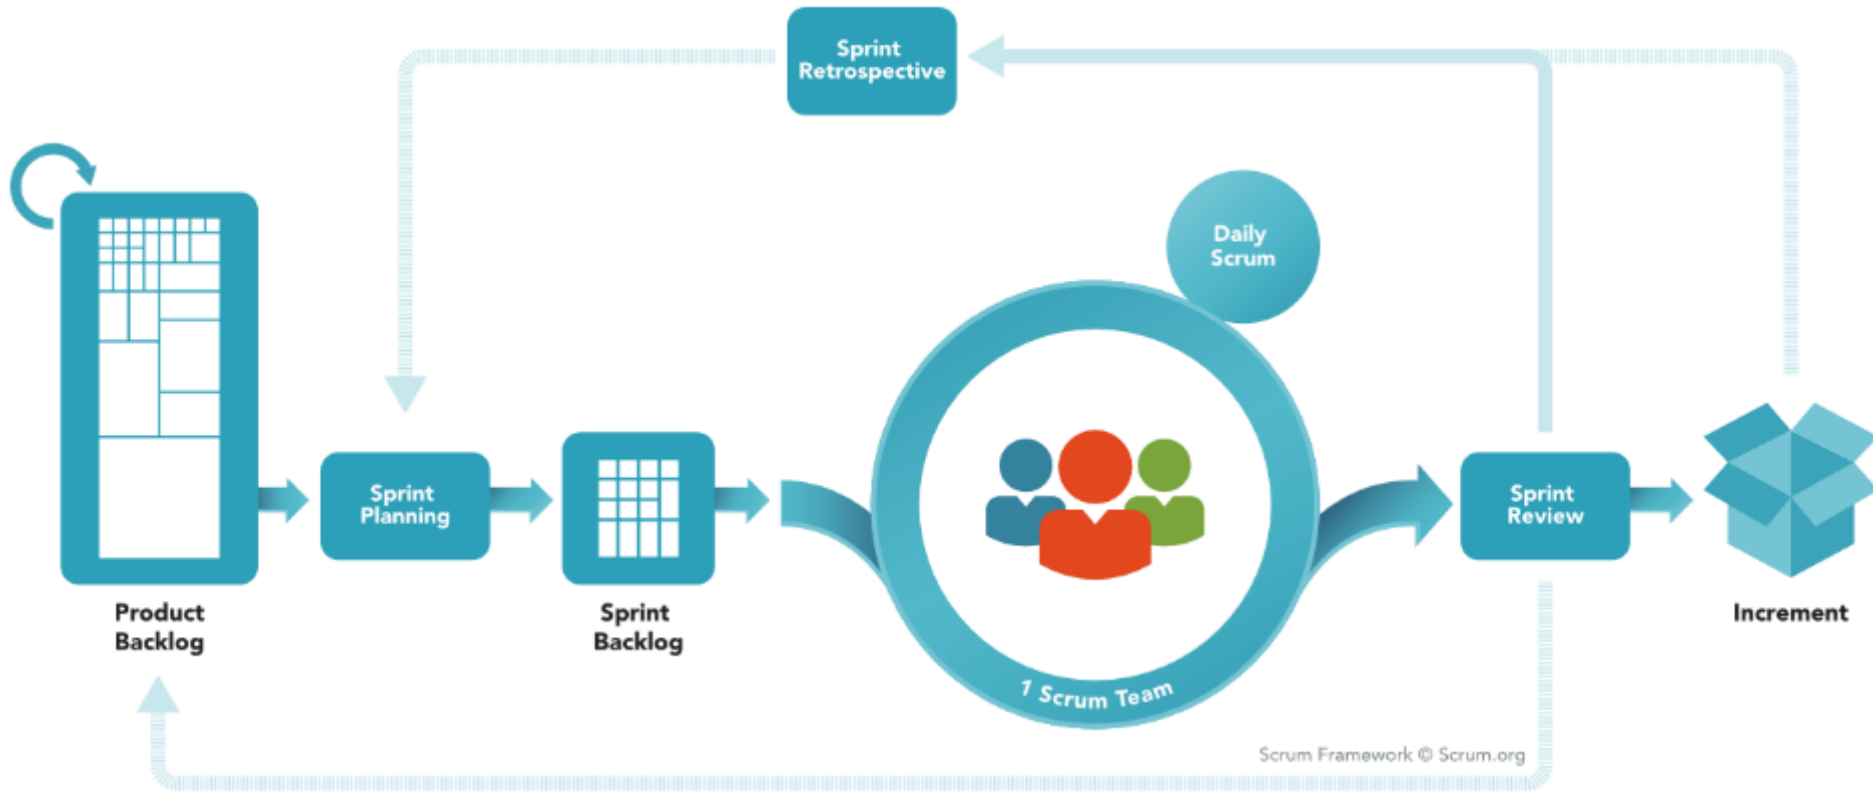 Sprint
Retrospective
Daily
Scrum
Sprint
Planning
Sprint
Review
Product
Backlog
Sprint
Backlog
1 Scrum Team
Increment
Scrum Framework © Scrum.org